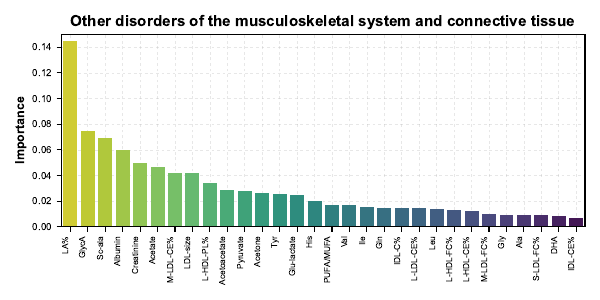 Other disorders of the musculoskeletal system and connective tissue
Importance
0.14
0.12
0.10
0.08
0.06
0.04
0.02
0.00
LA%
GlycA
Sc-ala
Albumin
Creatinine
Acetate
M-LDL-CE%
LDL-size
L-HDL-PL%
Acetoacetate
Pyruvate
Acetone
Tyr
Glu-lactate
His
PUFA/MUFA
Val
Ile
Gln
IDL-C%
L-LDL-CE%
Leu
L-HDL-FC%
L-HDL-CE%
M-LDL-FC%
Gly
Ala
S-LDL-FC%
DHA
IDL-CE%